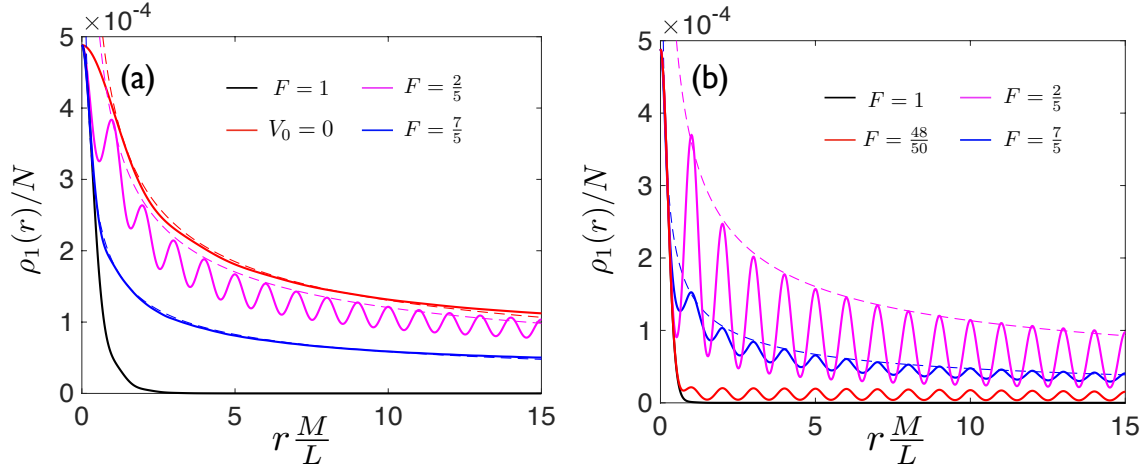 ×10⁻⁴
5
4
3
2
1
0
ρ₁(r)/N
(a)
F = 1
F = 2/5
V₀ = 0
F = 7/5
0 5 10 15
r M/L
×10⁻⁴
5
4
3
2
1
0
ρ₁(r)/N
(b)
F = 1
F = 2/5
F = 48/50
F = 7/5
0 5 10 15
r M/L